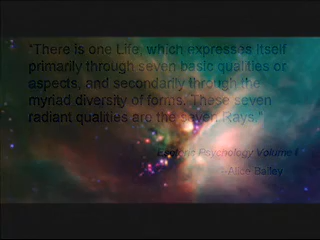 "There is one Life, which expresses Itself
primarily through seven basic qualities or
aspects, and secondarily through the
myriad diversity of forms. These seven
radiant qualities are the seven Rays."
Esoteric Psychology Volume I
--Alice Bailey